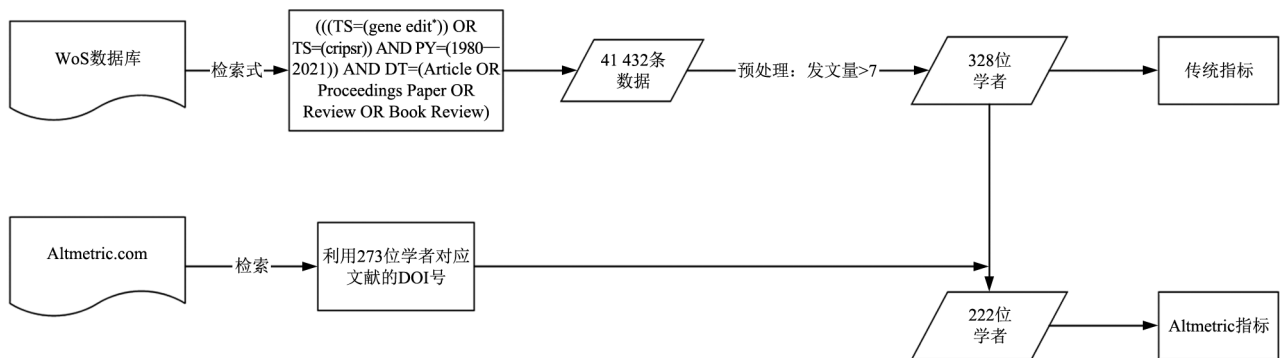 WoS数据库
检索式
(((TS=(gene edit*)) OR
TS=(cripsr)) AND PY=(1980—
2021)) AND DT=(Article OR
Proceedings Paper OR
Review OR Book Review)
41 432条
数据
预处理：发文量>7
328位
学者
传统指标
Altmetric.com
检索
利用273位学者对应
文献的DOI号
222位
学者
Altmetric指标